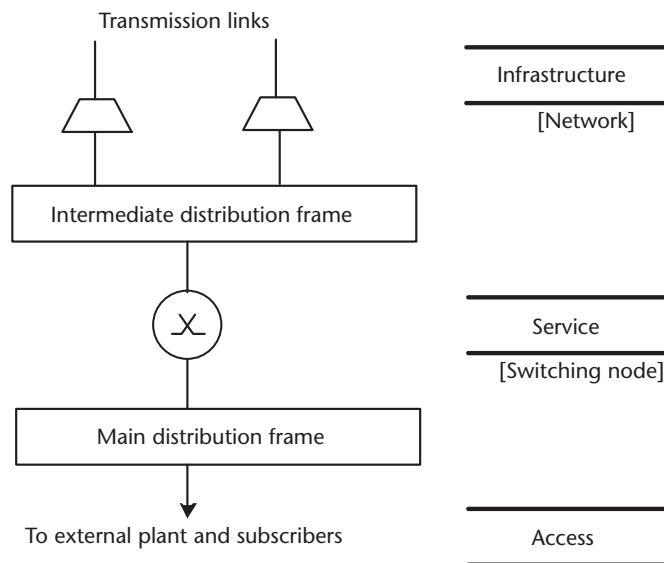 Transmission links
Infrastructure
[Network]
Intermediate distribution frame
Service
[Switching node]
Main distribution frame
To external plant and subscribers
Access